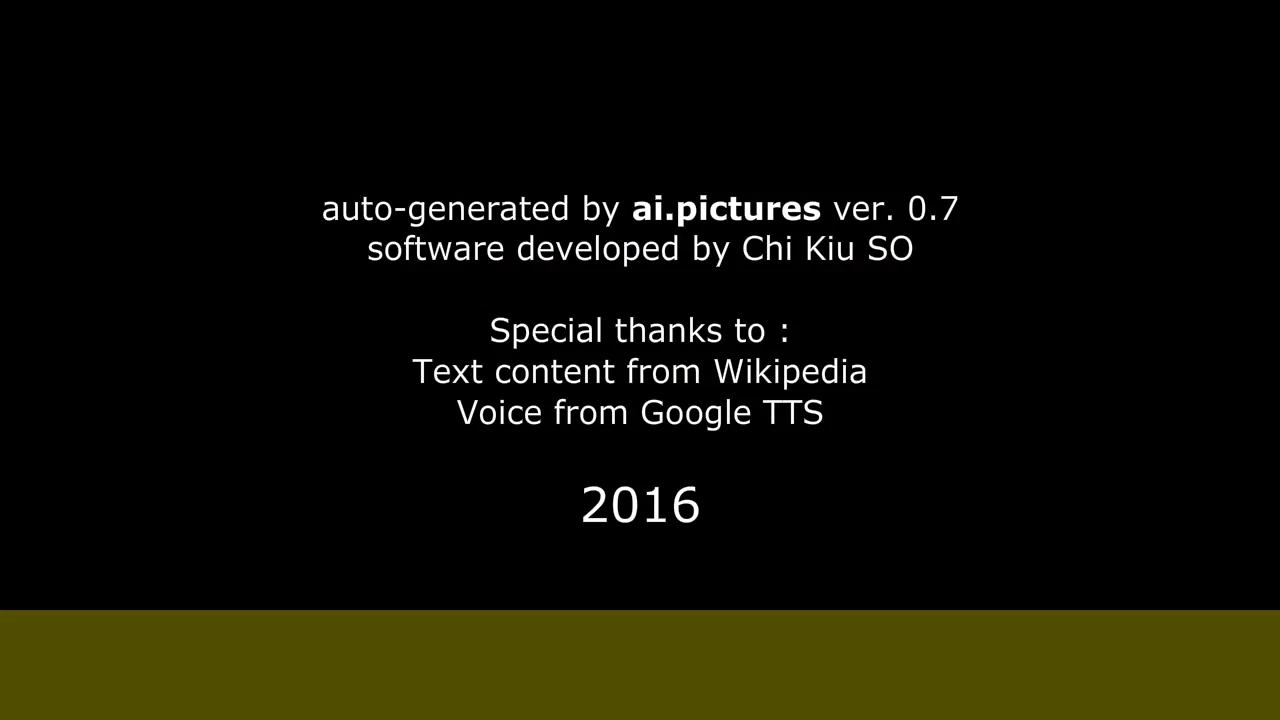 auto-generated by ai.pictures ver. 0.7
software developed by Chi Kiu SO
Special thanks to :
Text content from Wikipedia
Voice from Google TTS
2016